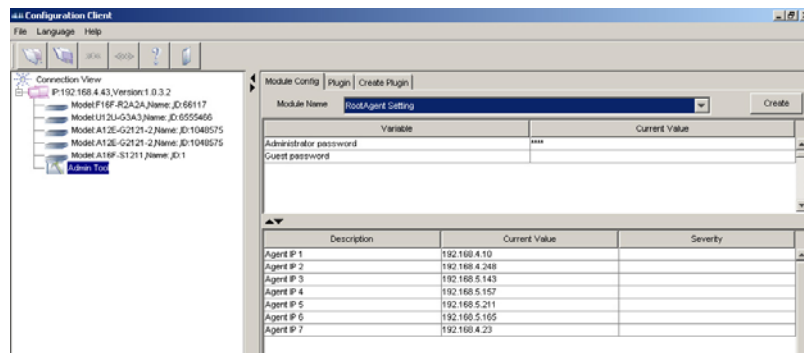 Configuration Client
File Language Help
Connection View
IP:192.168.4.43,Version:1.0.3.2
Model:F16F-R2A2A,Name: ,ID:66117
Model:U12U-G3A3,Name: ,ID:6555466
Model:A12E-G2121-2,Name: ,ID:1048575
Model:A12E-G2121-2,Name: ,ID:1048575
Model:A16F-S1211,Name: ,ID:1
Admin Tool
Module Config Plugin Create Plugin
Module Name RootAgent Setting Create
Variable Current Value
Administrator password ****
Guest password
Description Current Value Severity
Agent IP 1 192.168.4.10
Agent IP 2 192.168.4.248
Agent IP 3 192.168.5.143
Agent IP 4 192.168.5.157
Agent IP 5 192.168.5.211
Agent IP 6 192.168.5.165
Agent IP 7 192.168.4.23